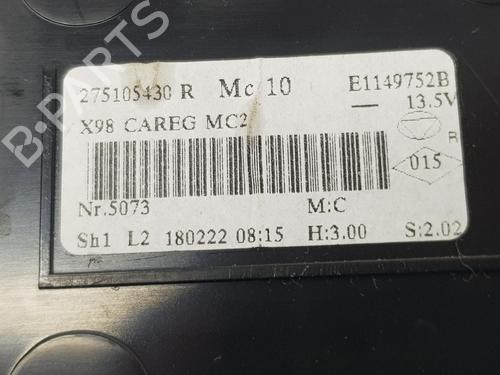 275105430 R Mc 10 E1149752B
13.5V
X98 CAREG MC2
R
015
Nr.5073 M:C
Sh1 L2 180222 08:15 H:3.00 S:2.02
B-PARTS